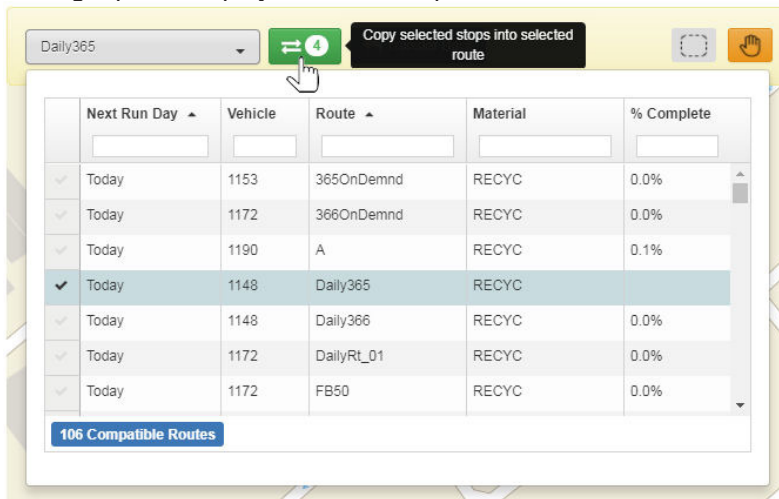 Daily365
4
Copy selected stops into selected
route
Next Run Day Vehicle Route Material % Complete
Today 1153 365OnDemnd RECYC 0.0%
Today 1172 366OnDemnd RECYC 0.0%
Today 1190 A RECYC 0.1%
Today 1148 Daily365 RECYC
Today 1148 Daily366 RECYC 0.0%
Today 1172 DailyRt_01 RECYC 0.0%
Today 1172 FB50 RECYC 0.0%
106 Compatible Routes